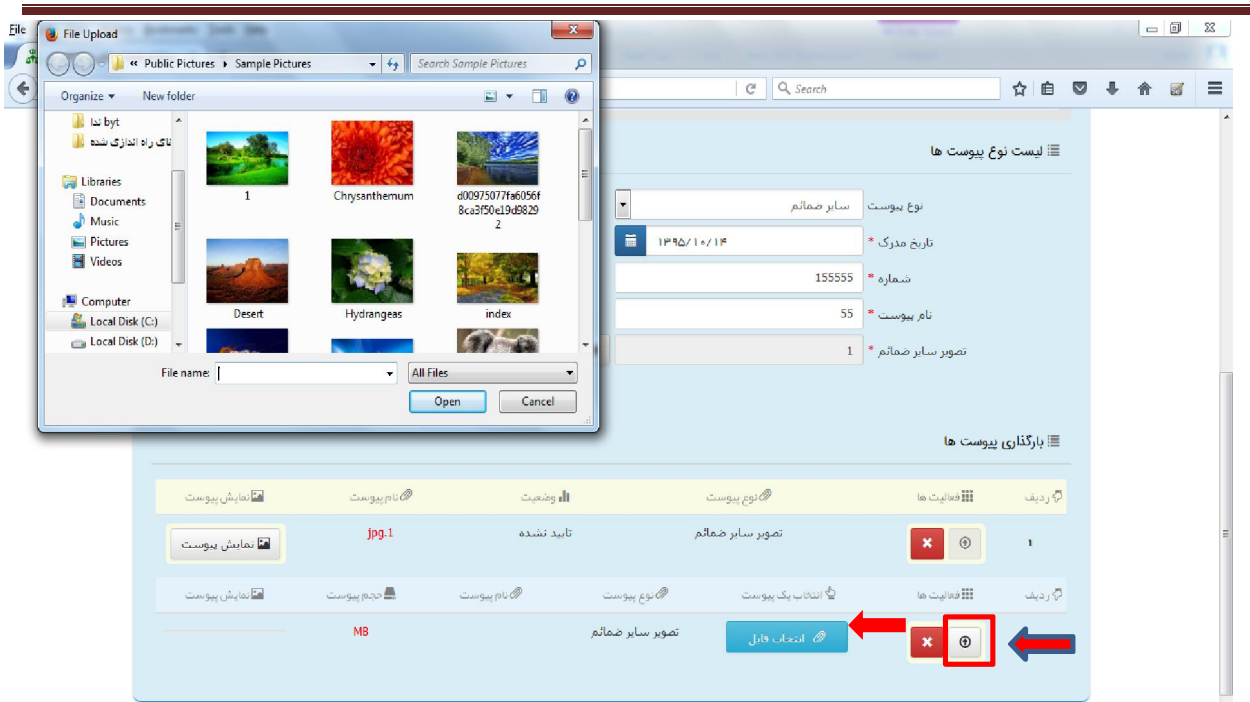 File
File Upload
« Public Pictures ▸ Sample Pictures
Search Sample Pictures
Organize
New folder
ندا byt
های راه اندازی شده
Libraries
Documents
Music
Pictures
Videos
Computer
Local Disk (C:)
Local Disk (D:)
1
Chrysanthemum
d00975077fa6056f
8ca3f50e19d9829
2
Desert
Hydrangeas
index
File name:
All Files
Open
Cancel
Search
لیست نوع پیوست ها
نوع پیوست
سایر ضمائم
تاریخ مدرک *
۱۳۹۵/۱۰/۱۴
شماره *
155555
نام پیوست *
55
تصویر سایر ضمائم *
1
بارگذاری پیوست ها
ردیف فعالیت ها نوع پیوست وضعیت نام پیوست نمایش پیوست
۱ تصویر سایر ضمائم تایید نشده jpg.1 نمایش پیوست
ردیف فعالیت ها انتخاب یک پیوست نوع پیوست نام پیوست حجم پیوست نمایش پیوست
انتخاب فایل تصویر سایر ضمائم MB